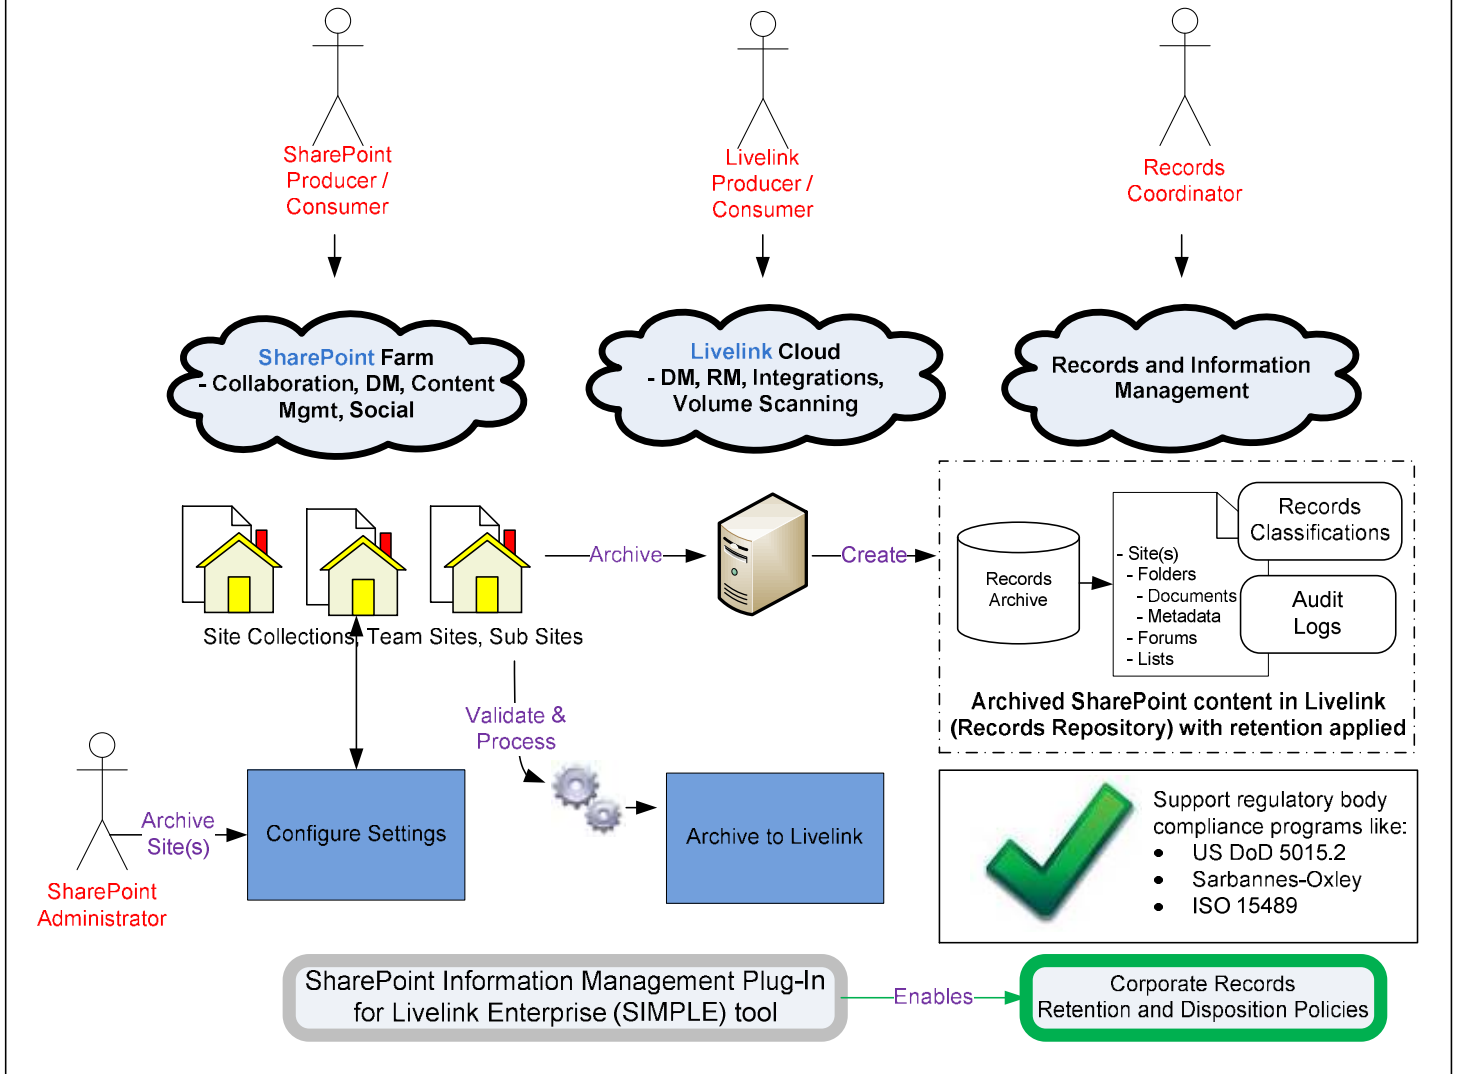 SharePoint
Producer /
Consumer
Livelink
Producer /
Consumer
Records
Coordinator
SharePoint Farm
- Collaboration, DM, Content
Mgmt, Social
Livelink Cloud
- DM, RM, Integrations,
Volume Scanning
Records and Information
Management
Archive
Create
Records
Archive
- Site(s)
- Folders
- Documents
- Metadata
- Forums
- Lists
Records
Classifications
Audit
Logs
Site Collections, Team Sites, Sub Sites
Archived SharePoint content in Livelink
(Records Repository) with retention applied
Validate &
Process
Archive
Site(s)
SharePoint
Administrator
Configure Settings
Archive to Livelink
Support regulatory body
compliance programs like:
• US DoD 5015.2
• Sarbannes-Oxley
• ISO 15489
SharePoint Information Management Plug-In
for Livelink Enterprise (SIMPLE) tool
Enables
Corporate Records
Retention and Disposition Policies